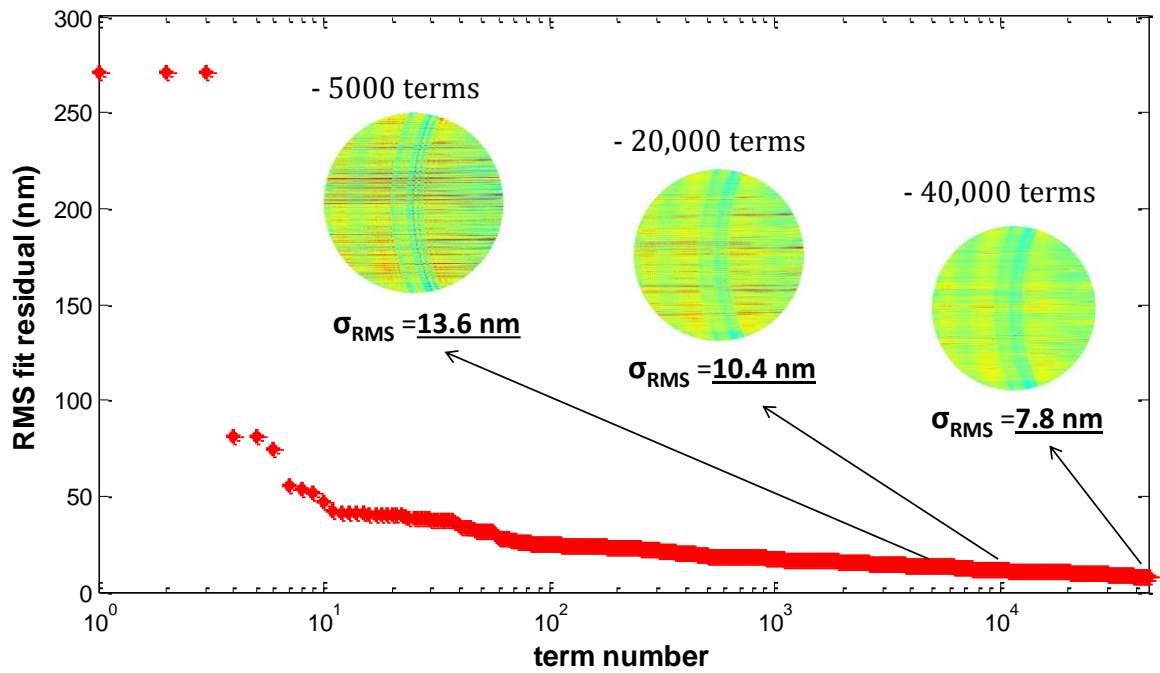 300
250
200
150
100
50
0
RMS fit residual (nm)
- 5000 terms
σRMS =13.6 nm
- 20,000 terms
σRMS =10.4 nm
- 40,000 terms
σRMS =7.8 nm
10^0 10^1 10^2 10^3 10^4
term number